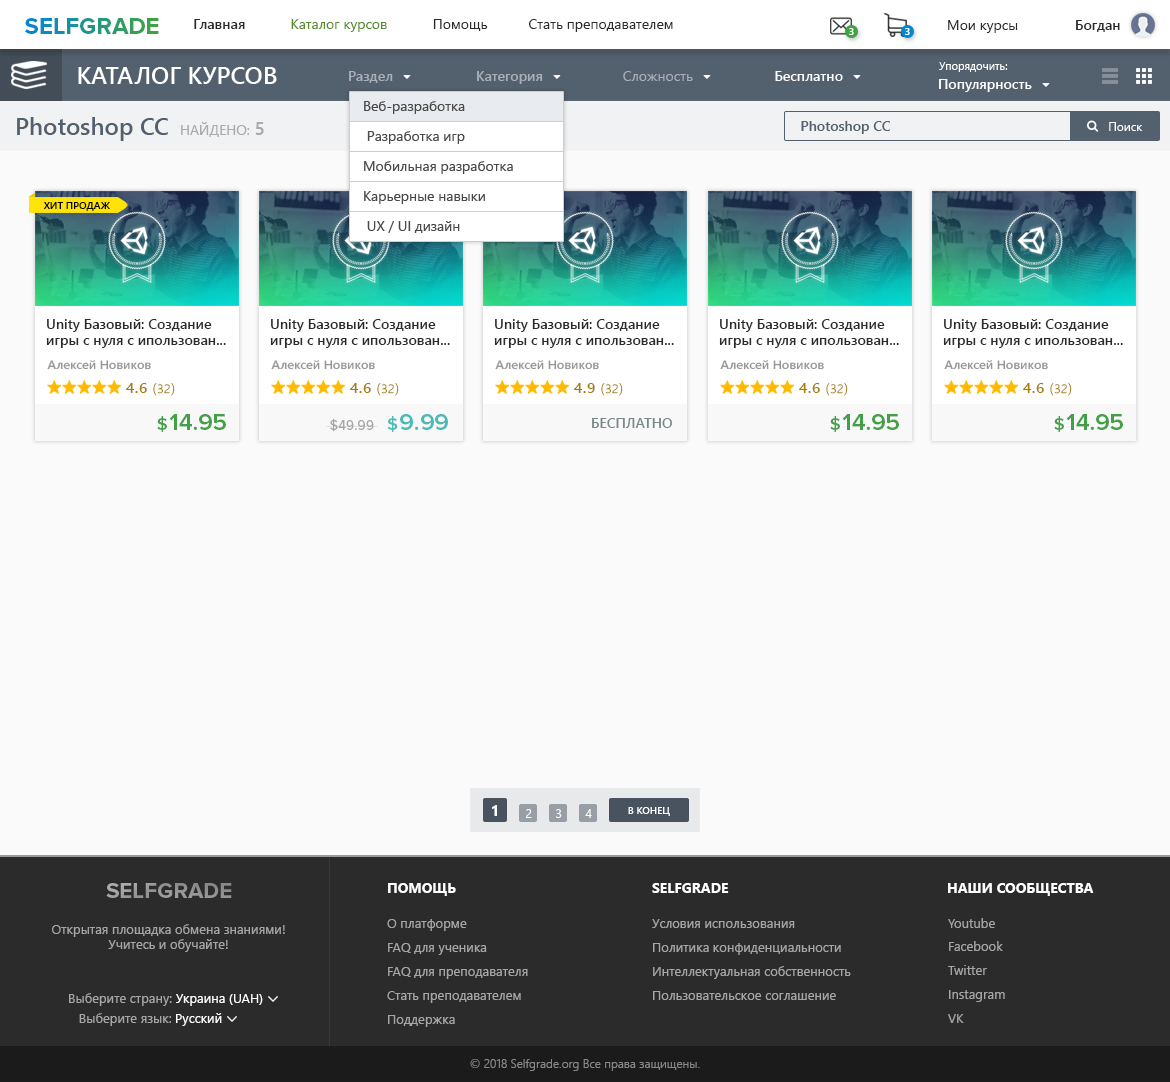 SELFGRADE Главная Каталог курсов Помощь Стать преподавателем 3 3 Мои курсы Богдан
КАТАЛОГ КУРСОВ Раздел Категория Сложность Бесплатно Упорядочить:
Популярность
Photoshop CC НАЙДЕНО: 5 Photoshop CC Поиск
Веб-разработка
Разработка игр
Мобильная разработка
Карьерные навыки
UX / UI дизайн
ХИТ ПРОДАЖ
Unity Базовый: Создание
игры с нуля с ипользован...
Алексей Новиков
4.6 (32)
$14.95
Unity Базовый: Создание
игры с нуля с ипользован...
Алексей Новиков
4.6 (32)
$49.99 $9.99
Unity Базовый: Создание
игры с нуля с ипользован...
Алексей Новиков
4.9 (32)
БЕСПЛАТНО
Unity Базовый: Создание
игры с нуля с ипользован...
Алексей Новиков
4.6 (32)
$14.95
Unity Базовый: Создание
игры с нуля с ипользован...
Алексей Новиков
4.6 (32)
$14.95
1 2 3 4 В КОНЕЦ
SELFGRADE
Открытая площадка обмена знаниями!
Учитесь и обучайте!
Выберите страну: Украина (UAH)
Выберите язык: Русский
ПОМОЩЬ
О платформе
FAQ для ученика
FAQ для преподавателя
Стать преподавателем
Поддержка
SELFGRADE
Условия использования
Политика конфиденциальности
Интеллектуальная собственность
Пользовательское соглашение
НАШИ СООБЩЕСТВА
Youtube
Facebook
Twitter
Instagram
VK
© 2018 Selfgrade.org Все права защищены.